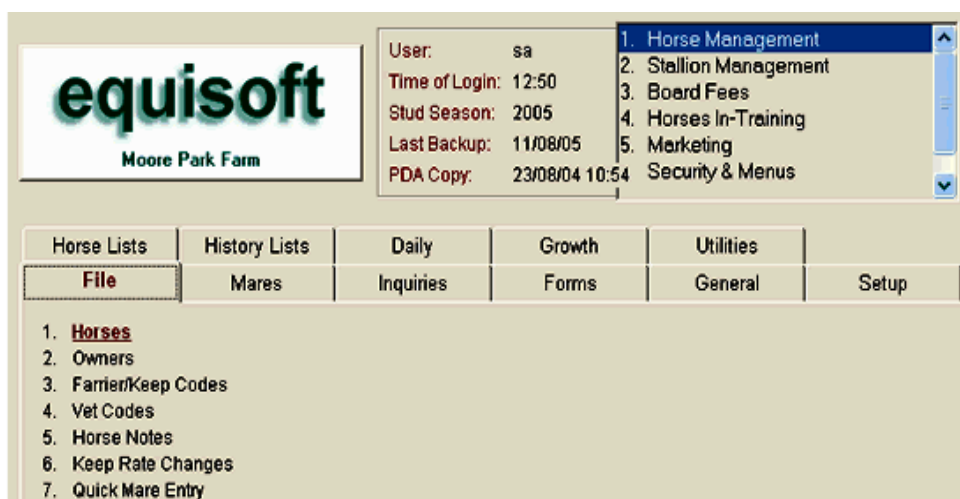 equisoft
Moore Park Farm
User: sa
Time of Login: 12:50
Stud Season: 2005
Last Backup: 11/08/05
PDA Copy: 23/08/04 10:54
1. Horse Management
2. Stallion Management
3. Board Fees
4. Horses In-Training
5. Marketing
Security & Menus
Horse Lists History Lists Daily Growth Utilities
File Mares Inquiries Forms General Setup
1. Horses
2. Owners
3. Farrier/Keep Codes
4. Vet Codes
5. Horse Notes
6. Keep Rate Changes
7. Quick Mare Entry